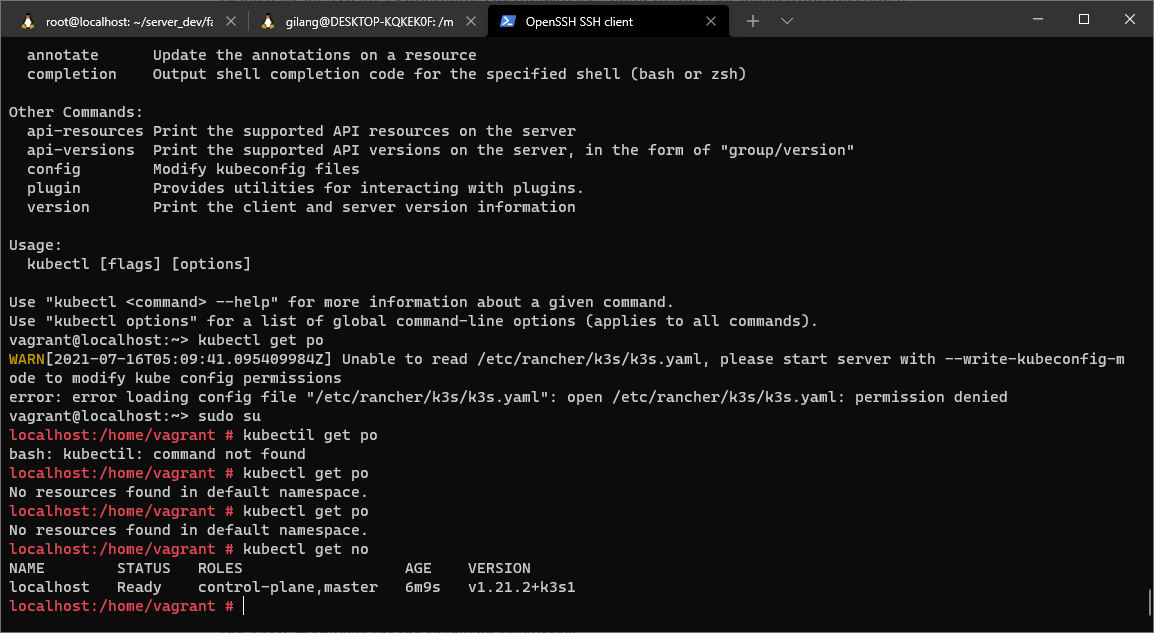 root@localhost: ~/server_dev/fa
gilang@DESKTOP-KQKEK0F: /m
OpenSSH SSH client
annotate      Update the annotations on a resource
completion    Output shell completion code for the specified shell (bash or zsh)
Other Commands:
api-resources Print the supported API resources on the server
api-versions  Print the supported API versions on the server, in the form of "group/version"
config        Modify kubeconfig files
plugin        Provides utilities for interacting with plugins.
version       Print the client and server version information
Usage:
kubectl [flags] [options]
Use "kubectl <command> --help" for more information about a given command.
Use "kubectl options" for a list of global command-line options (applies to all commands).
vagrant@localhost:~> kubectl get po
WARN[2021-07-16T05:09:41.095409984Z] Unable to read /etc/rancher/k3s/k3s.yaml, please start server with --write-kubeconfig-m
ode to modify kube config permissions
error: error loading config file "/etc/rancher/k3s/k3s.yaml": open /etc/rancher/k3s/k3s.yaml: permission denied
vagrant@localhost:~> sudo su
localhost:/home/vagrant # kubectil get po
bash: kubectil: command not found
localhost:/home/vagrant # kubectl get po
No resources found in default namespace.
localhost:/home/vagrant # kubectl get po
No resources found in default namespace.
localhost:/home/vagrant # kubectl get no
NAME        STATUS   ROLES                  AGE    VERSION
localhost   Ready    control-plane,master   6m9s   v1.21.2+k3s1
localhost:/home/vagrant #